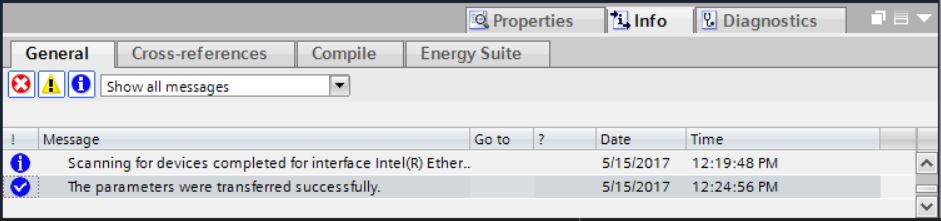 Properties Info Diagnostics
General Cross-references Compile Energy Suite
Show all messages
! Message Go to ? Date Time
Scanning for devices completed for interface Intel(R) Ether.. 5/15/2017 12:19:48 PM
The parameters were transferred successfully. 5/15/2017 12:24:56 PM